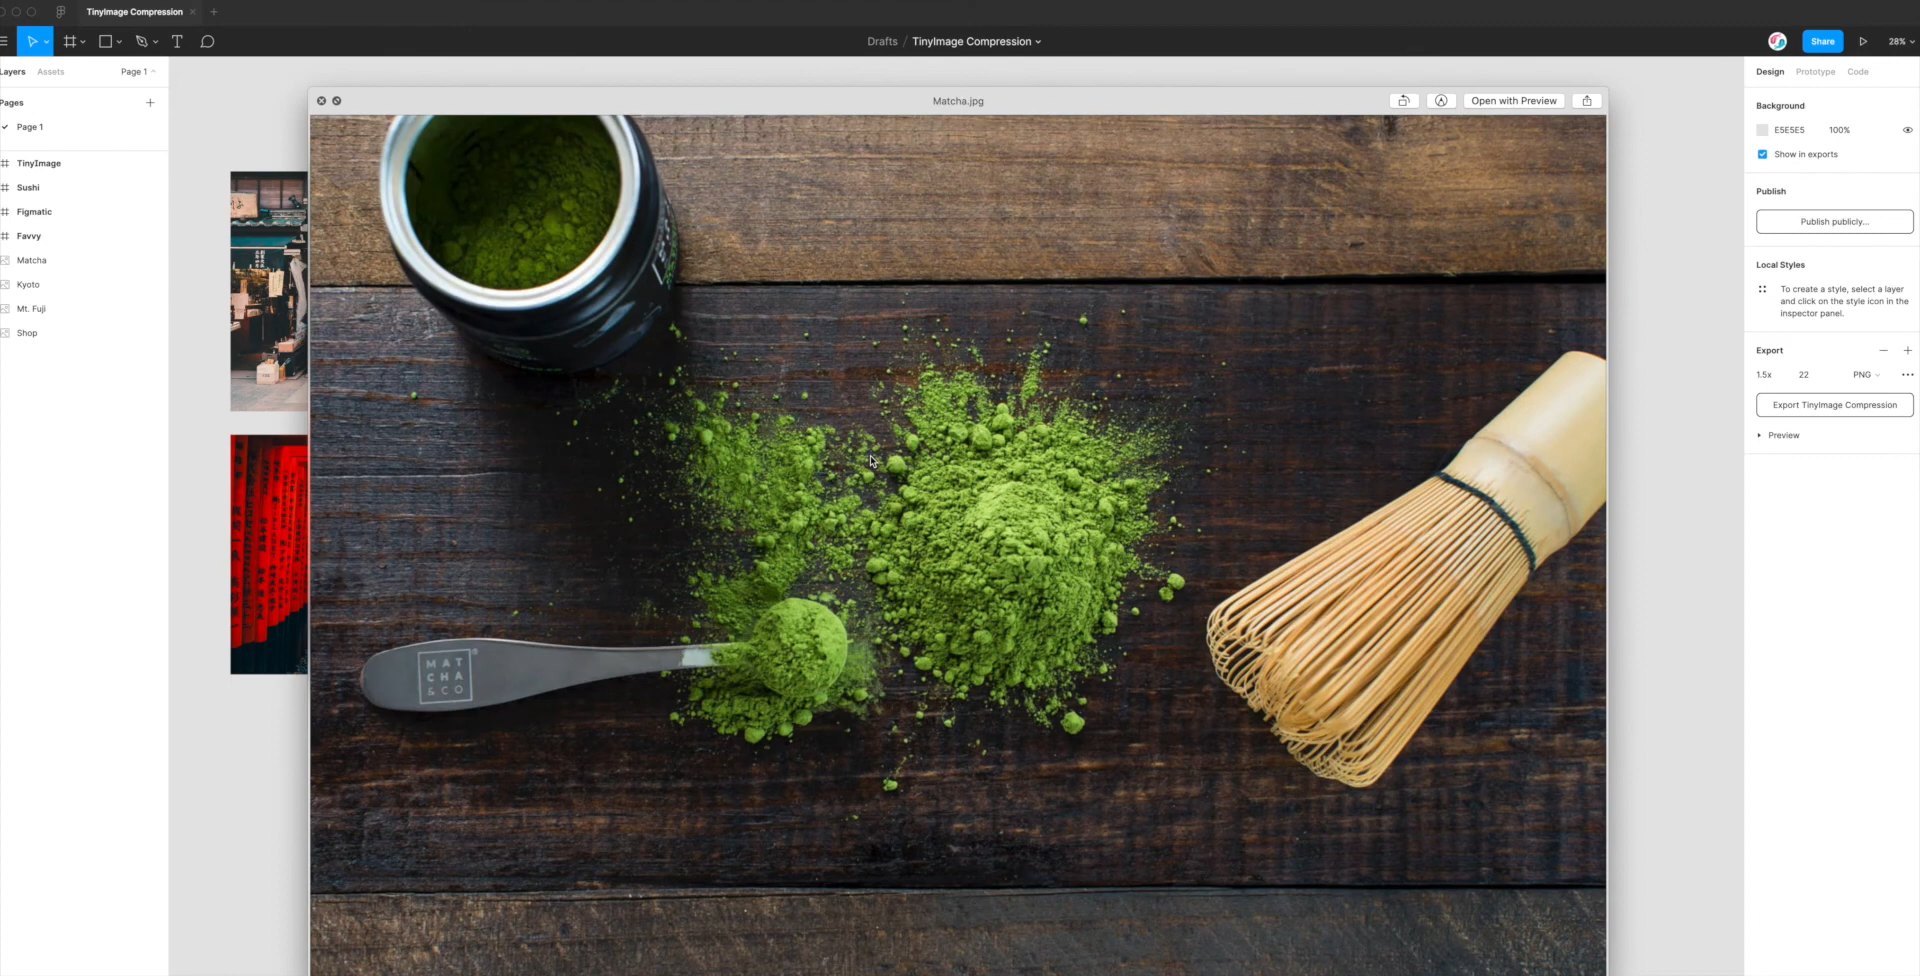 TinyImage Compression
Drafts / TinyImage Compression
Share
28%
Layers
Assets
Page 1
Pages
Page 1
TinyImage
Sushi
Figmatic
Favvy
Matcha
Kyoto
Mt. Fuji
Shop
Matcha.jpg
Open with Preview
MAT
CHA
& CO
Design
Prototype
Code
Background
E5E5E5
100%
Show in exports
Publish
Publish publicly...
Local Styles
To create a style, select a layer
and click on the style icon in the
inspector panel.
Export
1.5x
22
PNG
Export TinyImage Compression
Preview